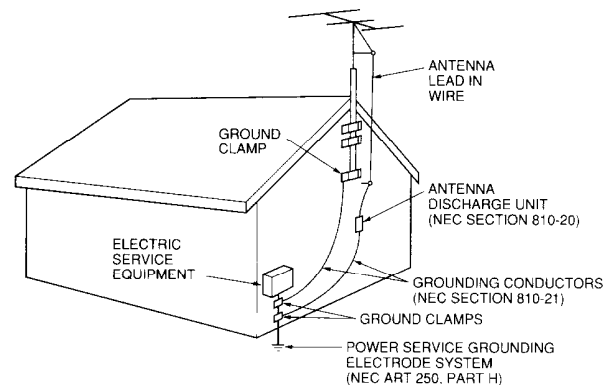 ANTENNA
LEAD IN
WIRE
GROUND
CLAMP
ANTENNA
DISCHARGE UNIT
(NEC SECTION 810-20)
ELECTRIC
SERVICE
EQUIPMENT
GROUNDING CONDUCTORS
(NEC SECTION 810-21)
GROUND CLAMPS
POWER SERVICE GROUNDING
ELECTRODE SYSTEM
(NEC ART 250, PART H)